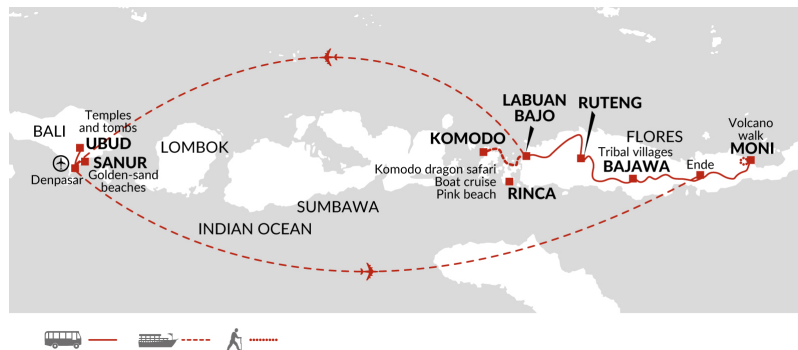 BALI
Temples
and tombs
UBUD
SANUR
Golden-sand
beaches
Denpasar
LOMBOK
SUMBAWA
INDIAN OCEAN
KOMODO
Komodo dragon safari
Boat cruise
Pink beach
RINCA
LABUAN
BAJO
RUTENG
FLORES
Tribal villages
BAJAWA
Ende
Volcano
walk
MONI